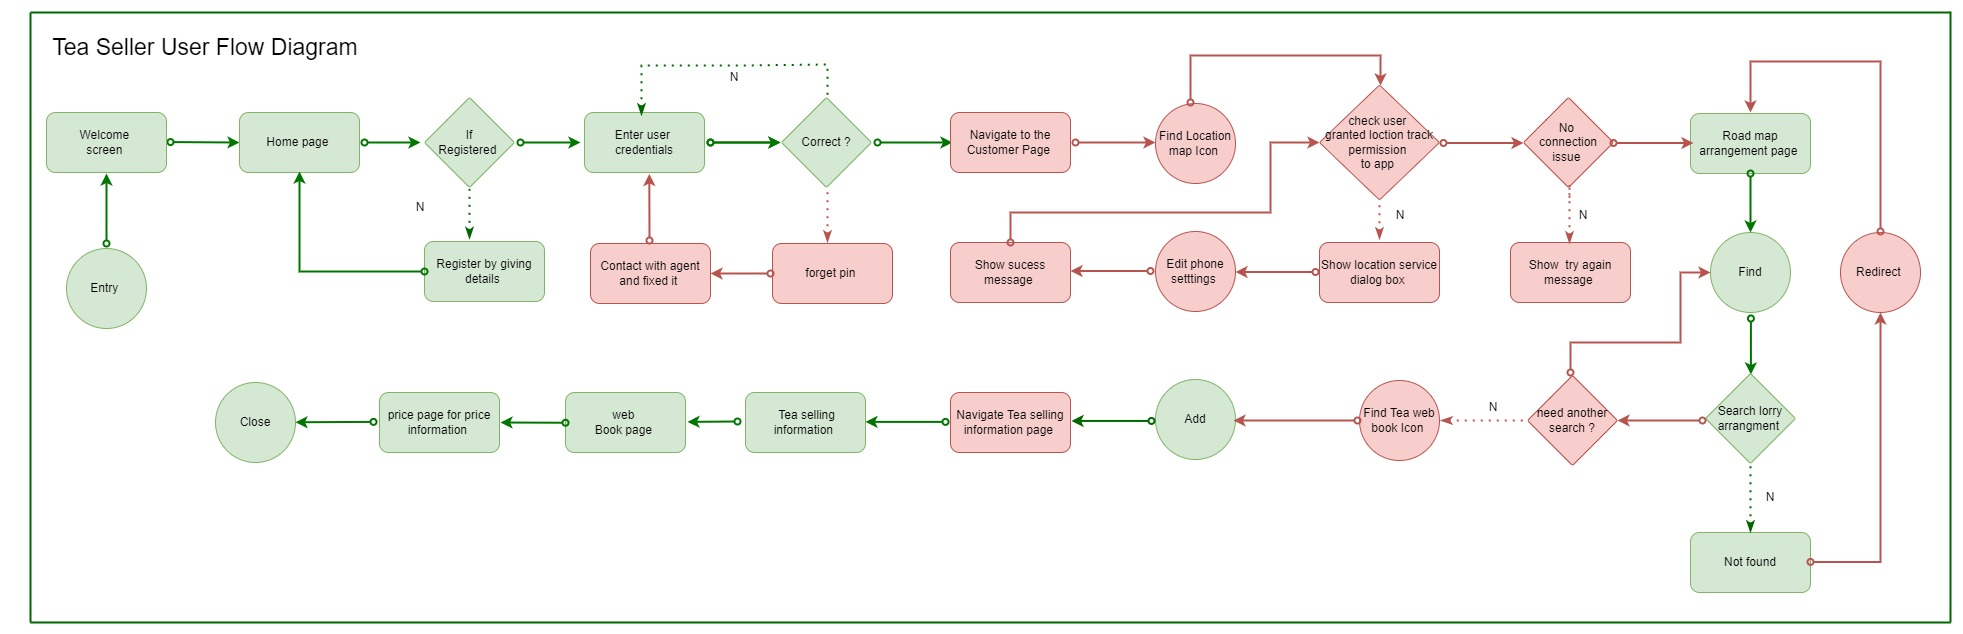 Tea Seller User Flow Diagram
N
Welcome
screen
Home page
If
Registered
Enter user
credentials
Correct ?
Navigate to the
Customer Page
Find Location
map Icon
check user
granted loction track
permission
to app
No
connection
issue
Road map
arrangement page
N
N
N
Entry
Register by giving
details
Contact with agent
and fixed it
forget pin
Show sucess
message
Edit phone
setttings
Show location service
dialog box
Show  try again
message
Find
Redirect
Close
price page for price
information
web
Book page
Tea selling
information
Navigate Tea selling
information page
Add
Find Tea web
book Icon
N
need another
search ?
Search lorry
arrangment
N
Not found